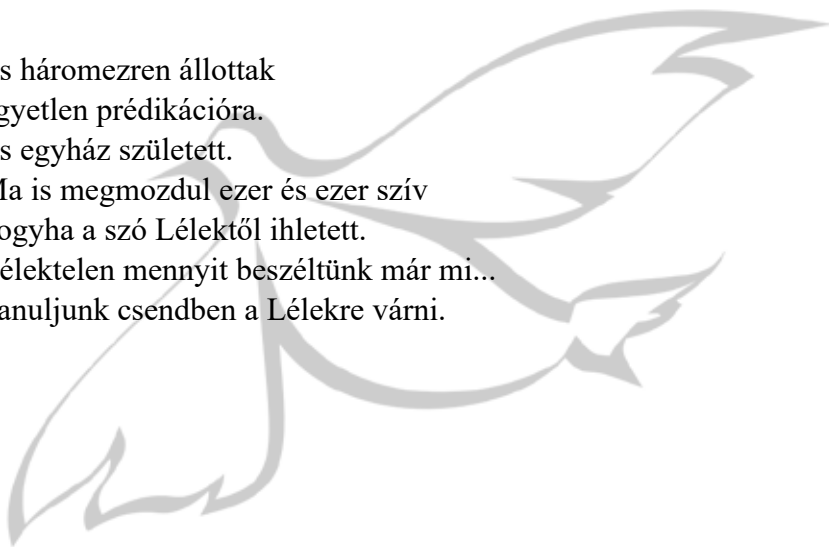 s háromezren állottak
gyetlen prédikációra.
s egyház született.
Ma is megmozdul ezer és ezer szív
ogyha a szó Lélektől ihletett.
élektelen mennyit beszéltünk már mi...
anuljunk csendben a Lélekre várni.